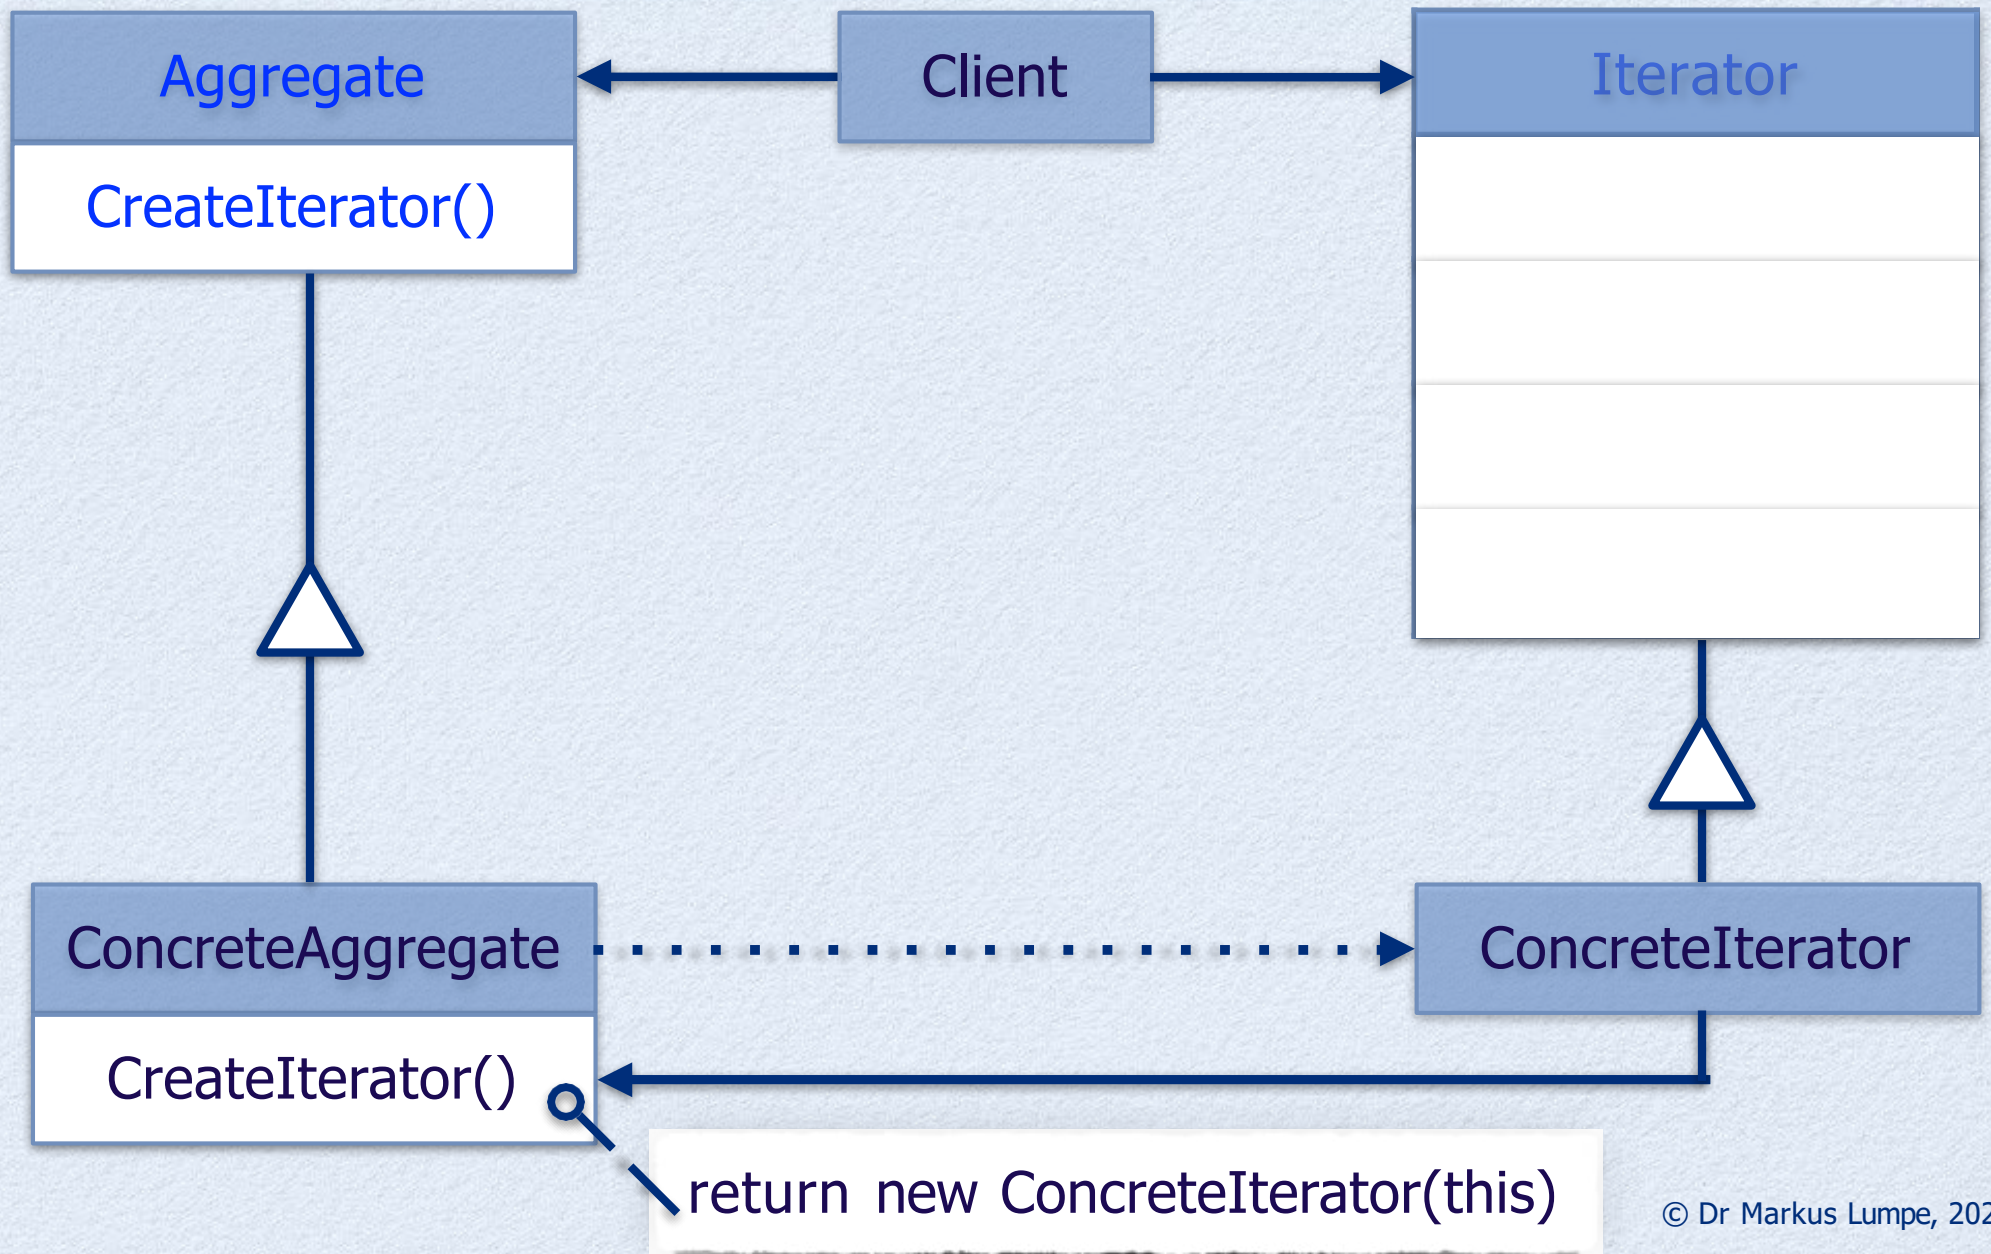 Aggregate
Client
Iterator
CreateIterator()
ConcreteAggregate
ConcreteIterator
CreateIterator()
return new ConcreteIterator(this)
© Dr Markus Lumpe, 202